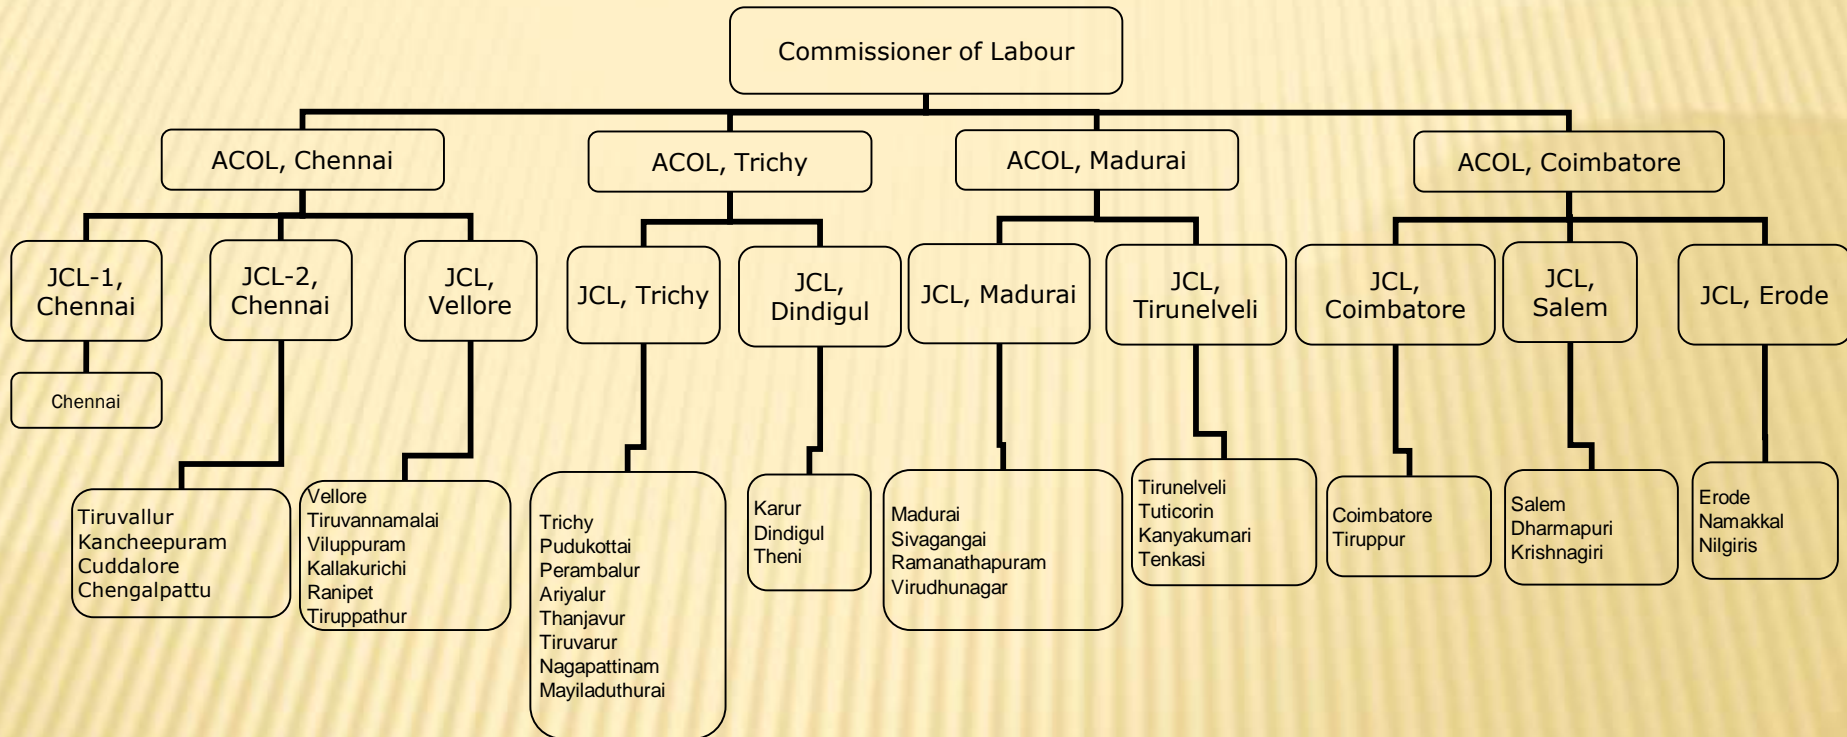 Commissioner of Labour
ACOL, Chennai
ACOL, Trichy
ACOL, Madurai
ACOL, Coimbatore
JCL-1,
Chennai
JCL-2,
Chennai
JCL,
Vellore
JCL, Trichy
JCL,
Dindigul
JCL, Madurai
JCL,
Tirunelveli
JCL,
Coimbatore
JCL,
Salem
JCL, Erode
Chennai
Tiruvallur
Kancheepuram
Cuddalore
Chengalpattu
Vellore
Tiruvannamalai
Viluppuram
Kallakurichi
Ranipet
Tiruppathur
Trichy
Pudukottai
Perambalur
Ariyalur
Thanjavur
Tiruvarur
Nagapattinam
Mayiladuthurai
Karur
Dindigul
Theni
Madurai
Sivagangai
Ramanathapuram
Virudhunagar
Tirunelveli
Tuticorin
Kanyakumari
Tenkasi
Coimbatore
Tiruppur
Salem
Dharmapuri
Krishnagiri
Erode
Namakkal
Nilgiris